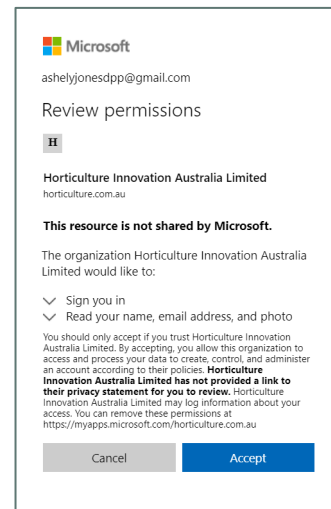 Microsoft
ashelyjonesdpp@gmail.com
Review permissions
H
Horticulture Innovation Australia Limited
horticulture.com.au
This resource is not shared by Microsoft.
The organization Horticulture Innovation Australia
Limited would like to:
Sign you in
Read your name, email address, and photo
You should only accept if you trust Horticulture Innovation
Australia Limited. By accepting, you allow this organization to
access and process your data to create, control, and administer
an account according to their policies. Horticulture
Innovation Australia Limited has not provided a link to
their privacy statement for you to review. Horticulture
Innovation Australia Limited may log information about your
access. You can remove these permissions at
https://myapps.microsoft.com/horticulture.com.au
Cancel Accept